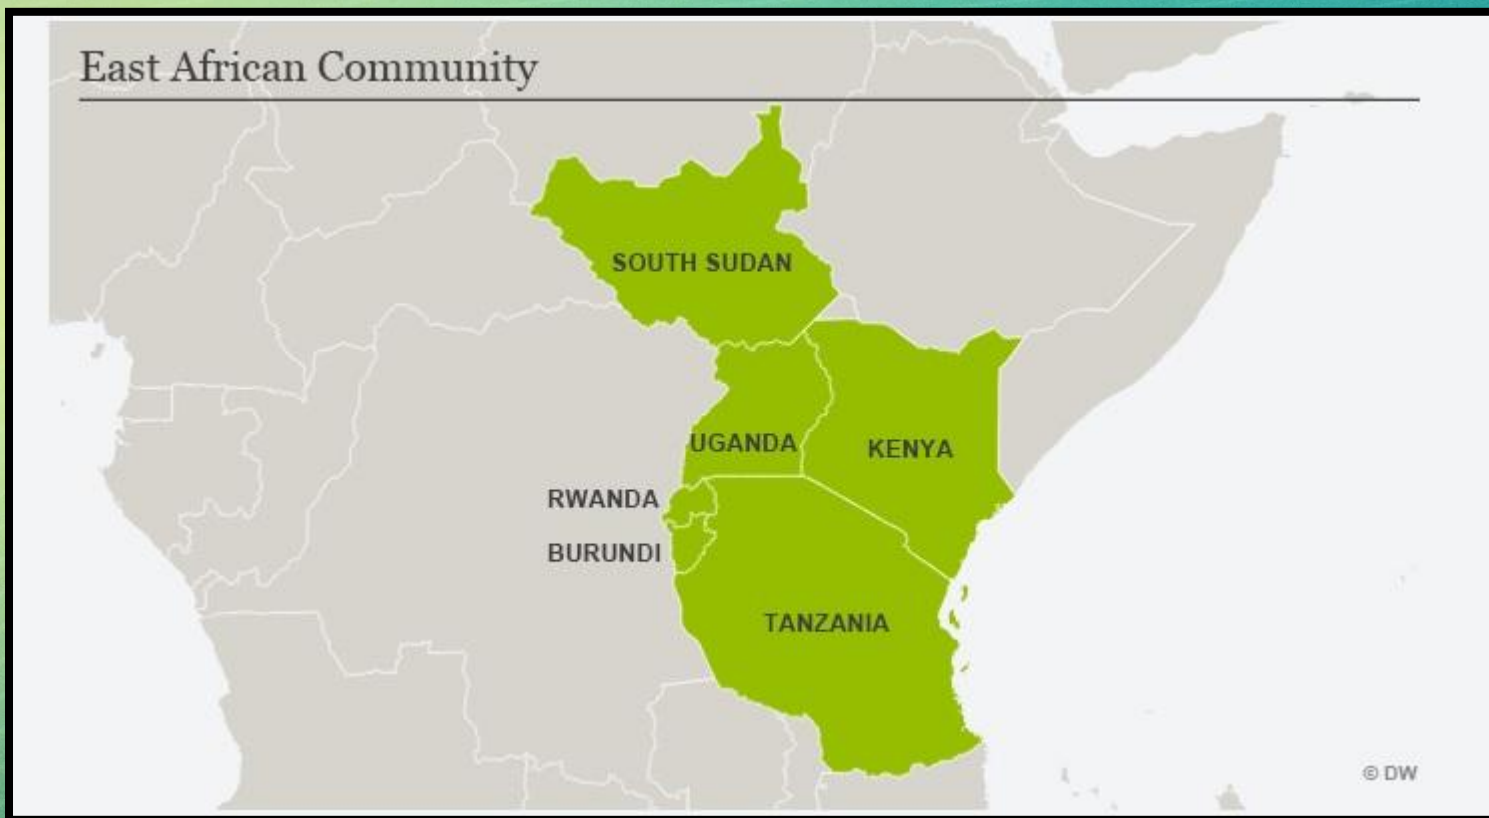 East African Community
SOUTH SUDAN
UGANDA
KENYA
RWANDA
BURUNDI
TANZANIA
© DW